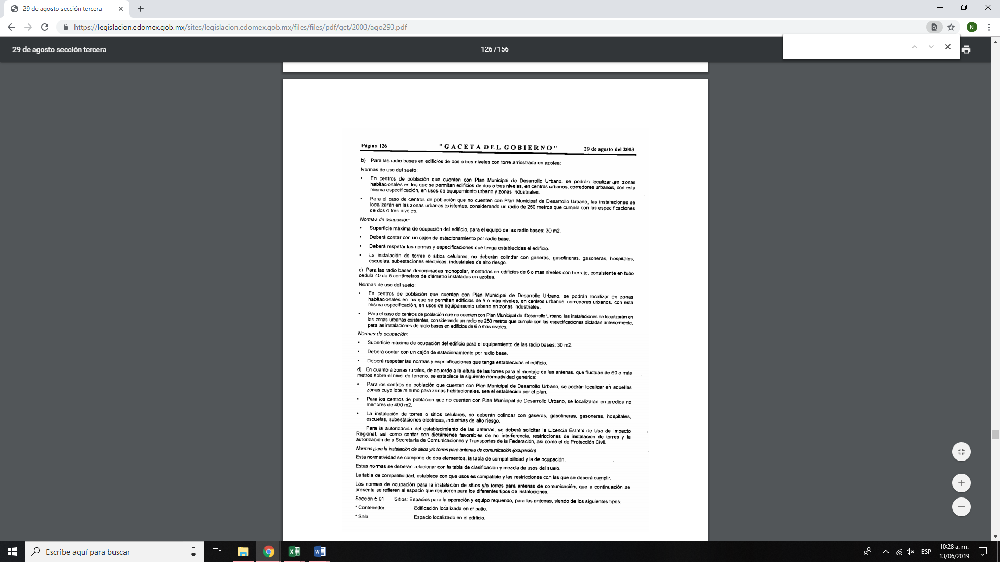 29 de agosto sección tercera
https://legislacion.edomex.gob.mx/sites/legislacion.edomex.gob.mx/files/files/pdf/gct/2003/ago293.pdf
N
29 de agosto sección tercera
126 / 156
Página 126
"GACETA DEL GOBIERNO"
29 de agosto del 2003
b) Para las radio bases en edificios de dos o tres niveles con torre arriostrada en azotea:
Normas de uso del suelo:
• En centros de población que cuenten con Plan Municipal de Desarrollo Urbano, se podrán localizar en zonas
habitacionales en los que se permitan edificios de dos o tres niveles, en centros urbanos, corredores urbanos, con esta
misma especificación, en usos de equipamiento urbano y zonas industriales.
• Para el caso de centros de población que no cuenten con Plan Municipal de Desarrollo Urbano, las instalaciones se
localizarán en las zonas urbanas existentes, considerando un radio de 250 metros que cumpla con las especificaciones
de dos o tres niveles.
Normas de ocupación:
• Superficie máxima de ocupación del edificio, para el equipo de las radio bases: 30 m2.
• Deberá contar con un cajón de estacionamiento por radio base.
• Deberá respetar las normas y especificaciones que tenga establecidas el edificio.
• La instalación de torres o sitios celulares, no deberán colindar con gaseras, gasolineras, gasoneras, hospitales,
escuelas, subestaciones eléctricas, industriales de alto riesgo.
c) Para las radio bases denominadas monopolar, montadas en edificios de 6 o mas niveles con herraje, consistente en tubo
cedula 40 de 5 centímetros de diámetro instaladas en azotea.
Normas de uso del suelo:
• En centros de población que cuenten con Plan Municipal de Desarrollo Urbano, se podrán localizar en zonas
habitacionales en las que se permitan edificios de 5 ó más niveles, en centros urbanos, corredores urbanos, con esta
misma especificación, en usos de equipamiento urbano en zonas industriales.
• Para el caso de centros de población que no cuenten con Plan Municipal de Desarrollo Urbano, las instalaciones se localizarán en
las zonas urbanas existentes, considerando un radio de 250 metros que cumpla con las especificaciones dictadas anteriormente,
para las instalaciones de radio bases en edificios de 6 ó más niveles.
Normas de ocupación:
• Superficie máxima de ocupación del edificio para el equipamiento de las radio bases: 30 m2.
• Deberá contar con un cajón de estacionamiento por radio base.
• Deberá respetar las normas y especificaciones que tenga establecidas el edificio.
d) En cuanto a zonas rurales, de acuerdo a la altura de las torres para el montaje de las antenas, que fluctúan de 50 o más
metros sobre el nivel de terreno, se establece la siguiente normatividad genérica:
• Para los centros de población que cuenten con Plan Municipal de Desarrollo Urbano, se podrán localizar en aquellas
zonas cuyo lote mínimo para zonas habitacionales, sea el establecido por el plan.
• Para los centros de población que no cuenten con Plan Municipal de Desarrollo Urbano, se localizarán en predios no
menores de 400 m2.
• La instalación de torres o sitios celulares, no deberán colindar con gaseras, gasolineras, gasoneras, hospitales,
escuelas, subestaciones eléctricas, industrias de alto riesgo.
Para la autorización del establecimiento de las antenas, se deberá solicitar la Licencia Estatal de Uso de Impacto
Regional, así como contar con dictámenes favorables de no interferencia, restricciones de instalación de torres y la
autorización de a Secretaría de Comunicaciones y Transportes de la Federación, así como el de Protección Civil.
Normas para la instalación de sitios y/o torres para antenas de comunicación (ocupación)
Esta normatividad se compone de dos elementos, la tabla de compatibilidad y la de ocupación.
Estas normas se deberán relacionar con la tabla de clasificación y mezcla de usos del suelo.
La tabla de compatibilidad, establece con que usos es compatible y las restricciones con las que se deberá cumplir.
Las normas de ocupación para la instalación de sitios y/o torres para antenas de comunicación, que a continuación se
presenta se refieren al espacio que requieren para los diferentes tipos de instalaciones.
Sección 5.01 Sitios: Espacios para la operación y equipo requerido, para las antenas, siendo de los siguientes tipos:
* Contenedor. Edificación localizada en el patio.
* Sala. Espacio localizado en el edificio.
Escribe aquí para buscar
ESP
10:28 a. m.
13/06/2019